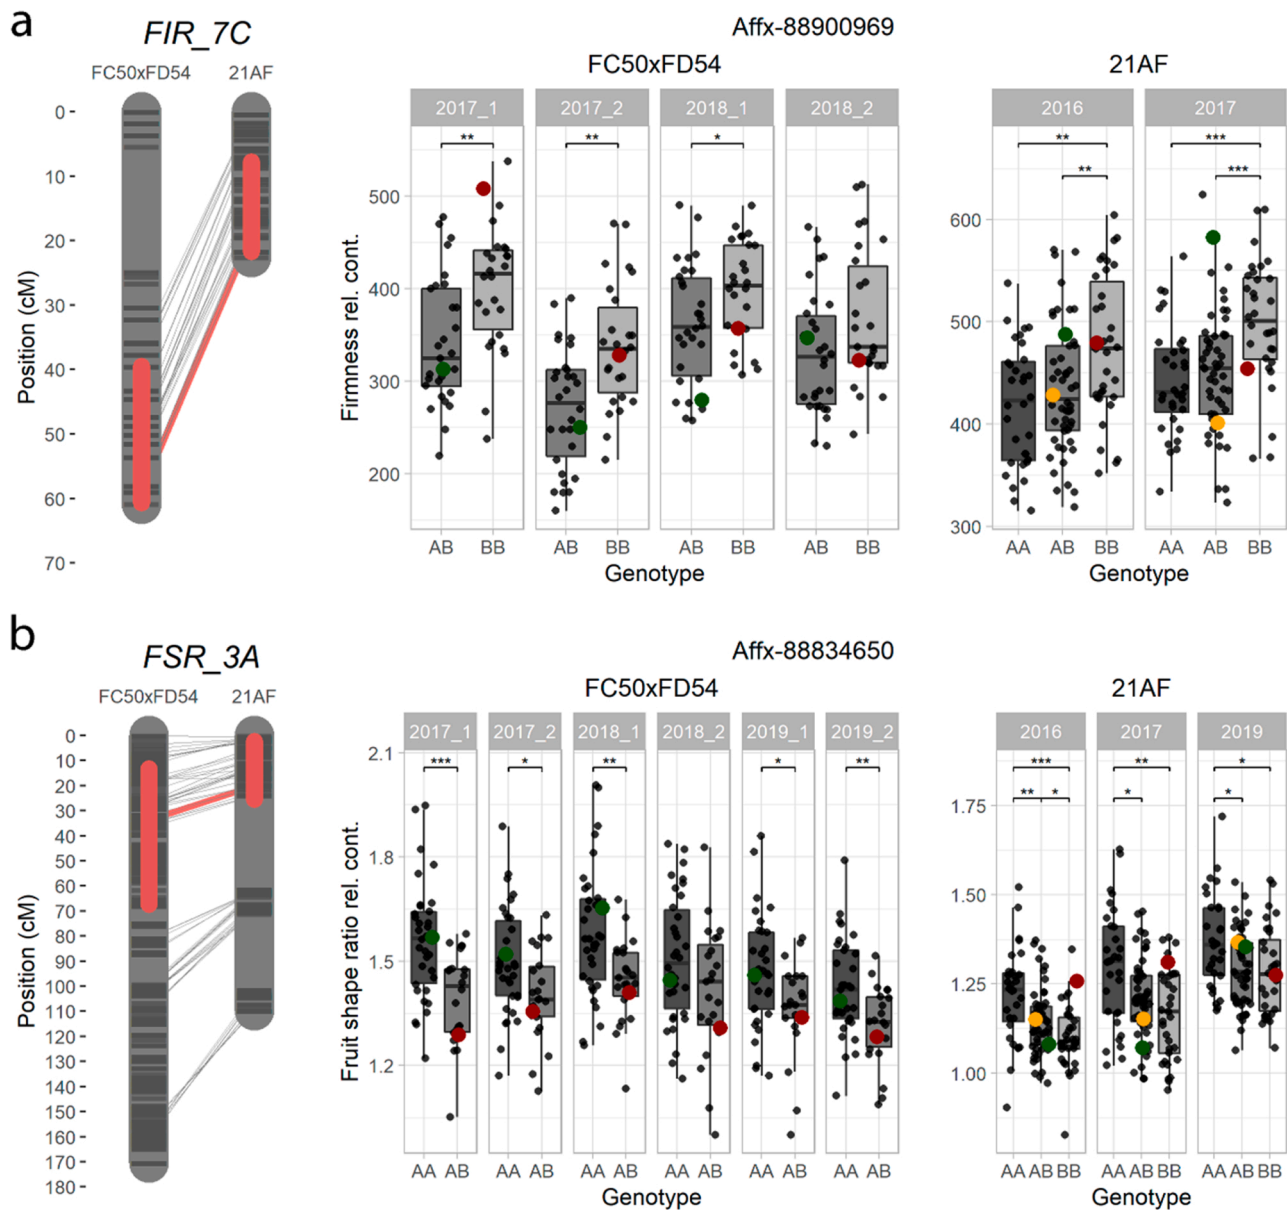 a
FIR_7C
FC50xFD54 21AF
Position (cM)
0
10
20
30
40
50
60
70
Affx-88900969
FC50xFD54
2017_1 2017_2 2018_1 2018_2
** ** *
Firmness rel. cont.
500
400
300
200
AB BB AB BB AB BB AB BB
Genotype
21AF
2016 2017
** ***
** ***
600
500
400
300
AA AB BB AA AB BB
Genotype
b
FSR_3A
FC50xFD54 21AF
Position (cM)
0
10
20
30
40
50
60
70
80
90
100
110
120
130
140
150
160
170
180
Affx-88834650
FC50xFD54
2017_1 2017_2 2018_1 2018_2 2019_1 2019_2
*** * ** * **
Fruit shape ratio rel. cont.
2.1
1.8
1.5
1.2
AA AB AA AB AA AB AA AB AA AB AA AB
Genotype
21AF
2016 2017 2019
*** ** *
** * * *
1.75
1.50
1.25
1.00
AA AB BB AA AB BB AA AB BB
Genotype